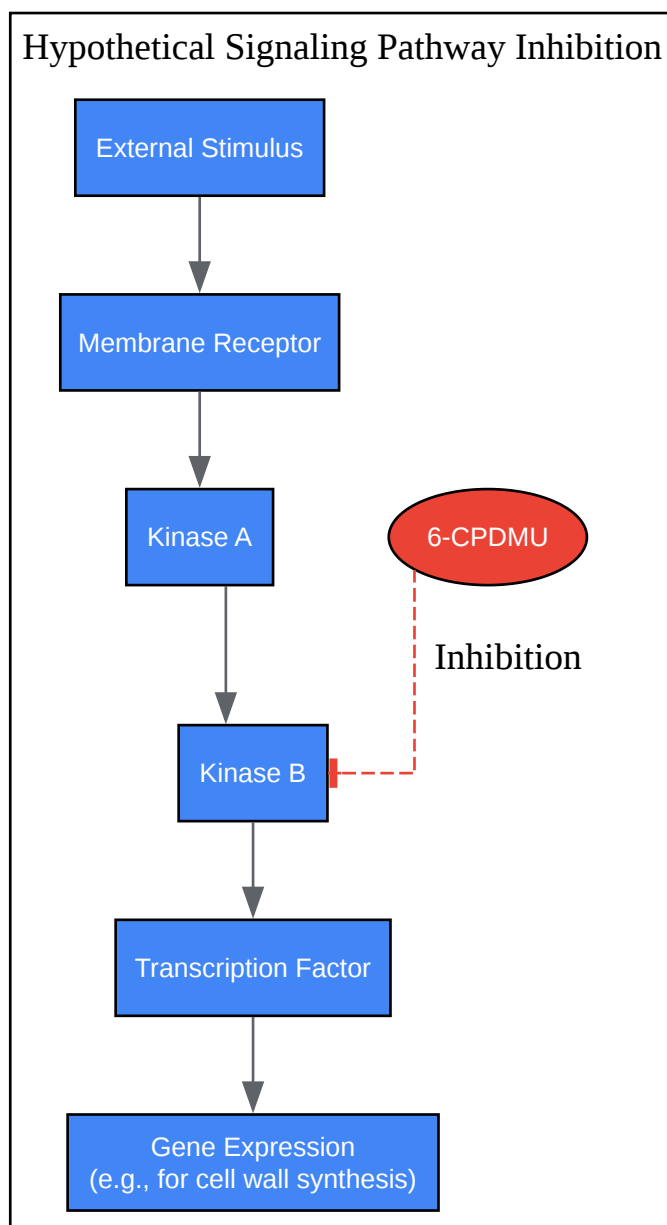 Hypothetical Signaling Pathway Inhibition
External Stimulus
Membrane Receptor
Kinase A
6-CPDMU
Inhibition
Kinase B
Transcription Factor
Gene Expression
(e.g., for cell wall synthesis)